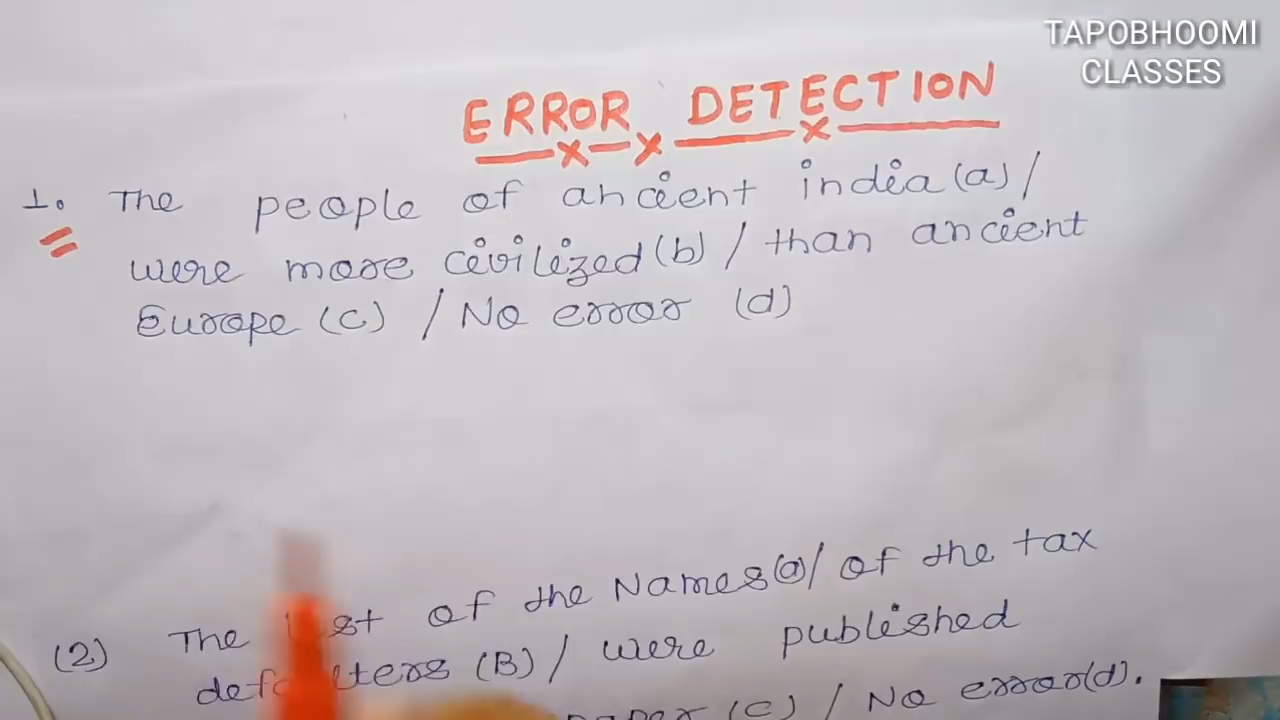 TAPOBHOOMI
CLASSES
ERROR DETECTION
1. The people of ancient india (a) /
were more civilized (b) / than ancient
Europe (c) / No error (d)
(2) The of the Names (a) / of the tax
(B) / were published
(c) / No error (d).